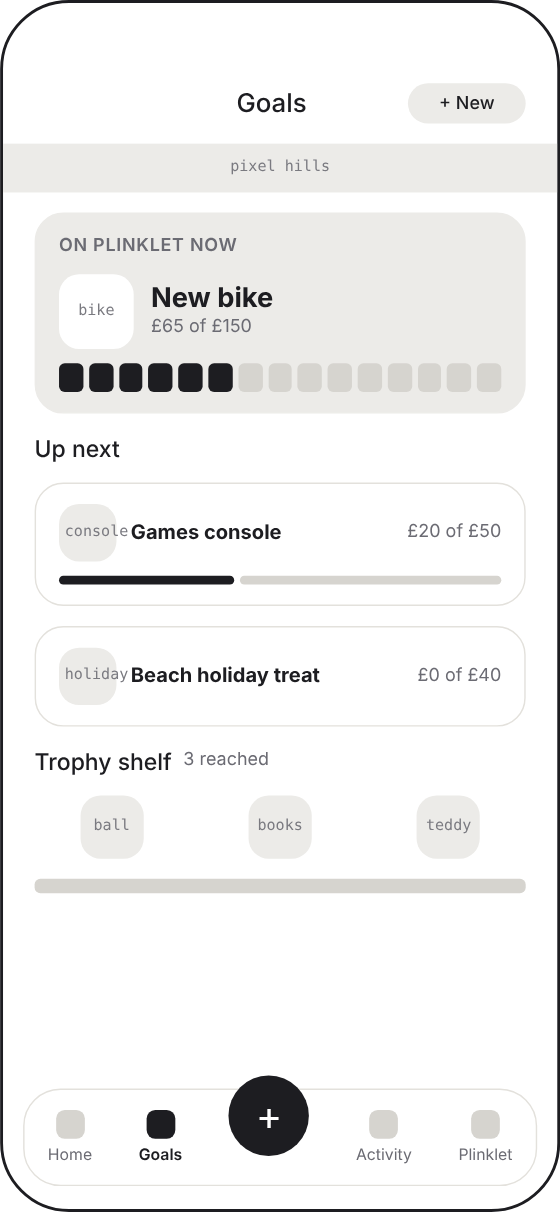 Goals
+ New
pixel hills
ON PLINKLET NOW
bike
New bike
£65 of £150
Up next
console
Games console
£20 of £50
holiday
Beach holiday treat
£0 of £40
Trophy shelf
3 reached
ball
books
teddy
+
Home
Goals
Activity
Plinklet